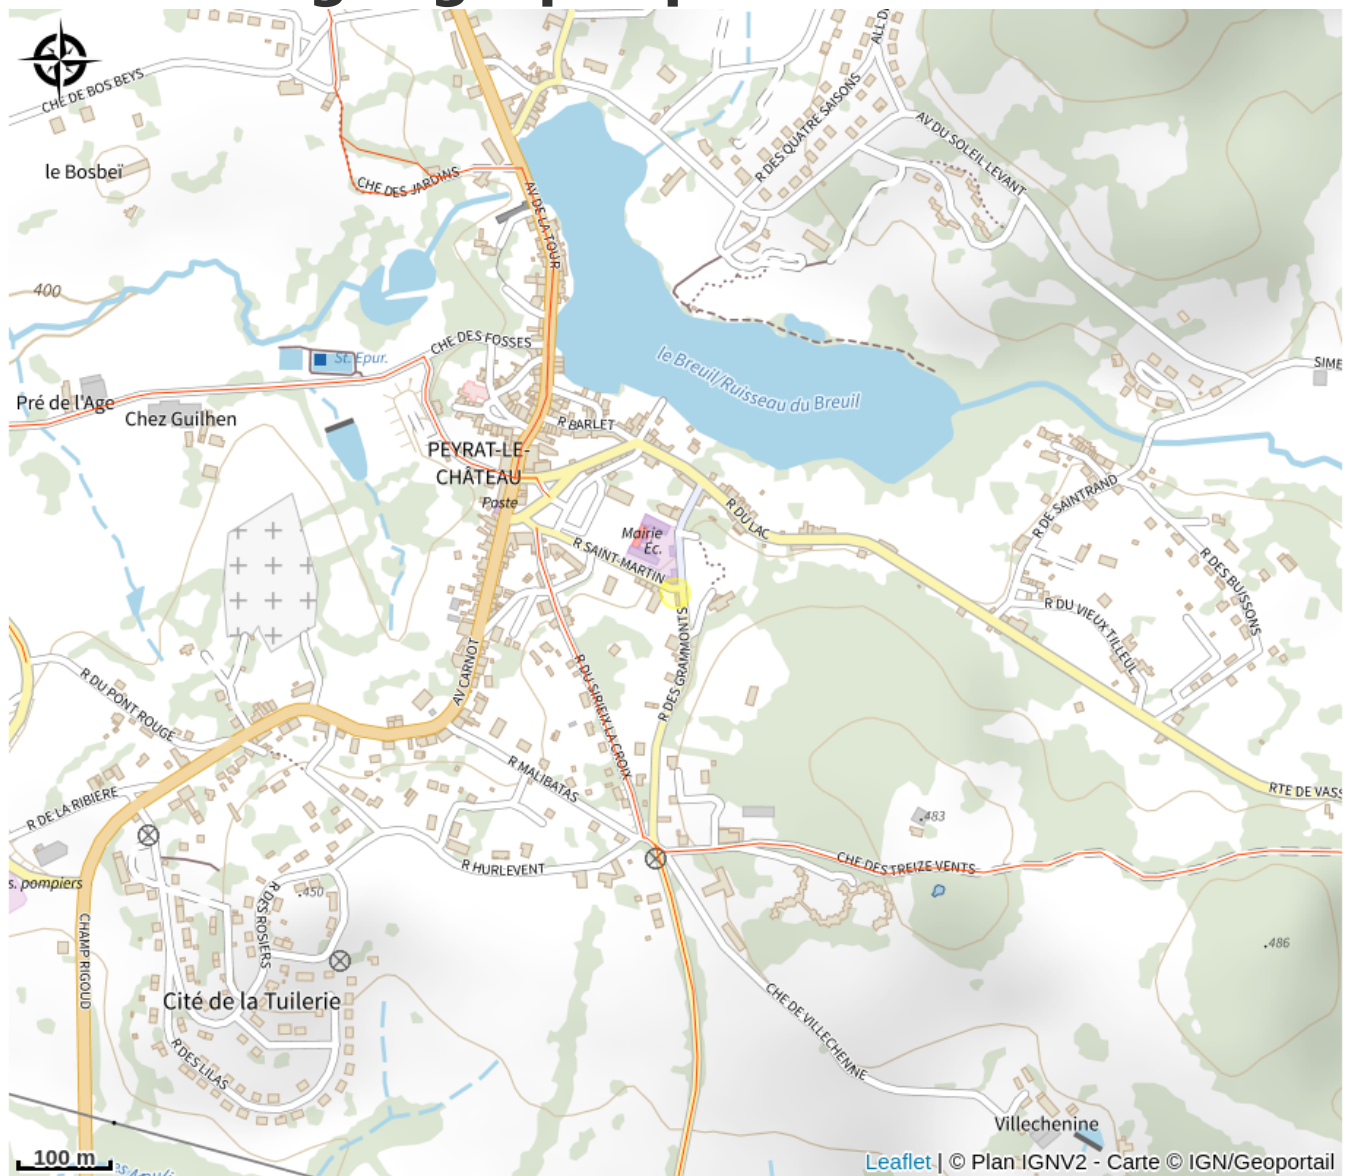 ALL D
CHE DE BOS BEYS
R DES QUATRE SAISONS
AV DU SOLEIL LEVANT
le Bosbeï
CHE DES JARDINS
AV DE LA TOUR
400
CHE DES FOSSES
St. Epur.
le Breuil/Ruisseau du Breuil
SIME
Pré de l'Age
Chez Guilhen
R BARLET
PEYRAT-LE-
CHÂTEAU
Poste
R DE SAINTRAND
R DU LAC
Mairie
Éc.
R SAINT-MARTIN
R DES BUISSONS
R DU VIEUX TILLEUL
R DES GRAMMONTS
AV CARNOT
R DU PONT ROUGE
R DU SIRIEIX LA CROIX
R MALIBATAS
RTE DE VASS
R DE LA RIBIERE
483
CHE DES TREIZE VENTS
R HURLEVENT
s. pompiers
450
R DES ROSIERS
CHAMP RIGOUD
486
Cité de la Tuilerie
CHE DE VILLECHENINE
R DES LILAS
Villechenine
100 m
Leaflet | © Plan IGNV2 - Carte © IGN/Geoportail